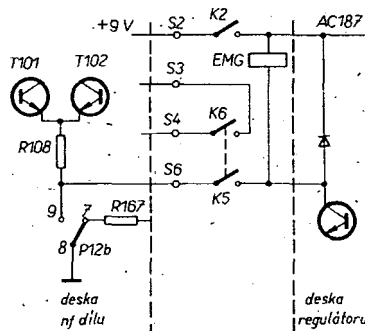 +9 V S2 K2 AC187
T101 T102 S3 EMG
S4 K6
R108
S6 K5
9 7 R167
8 P12b
deska nf dílu
deska regulátoru